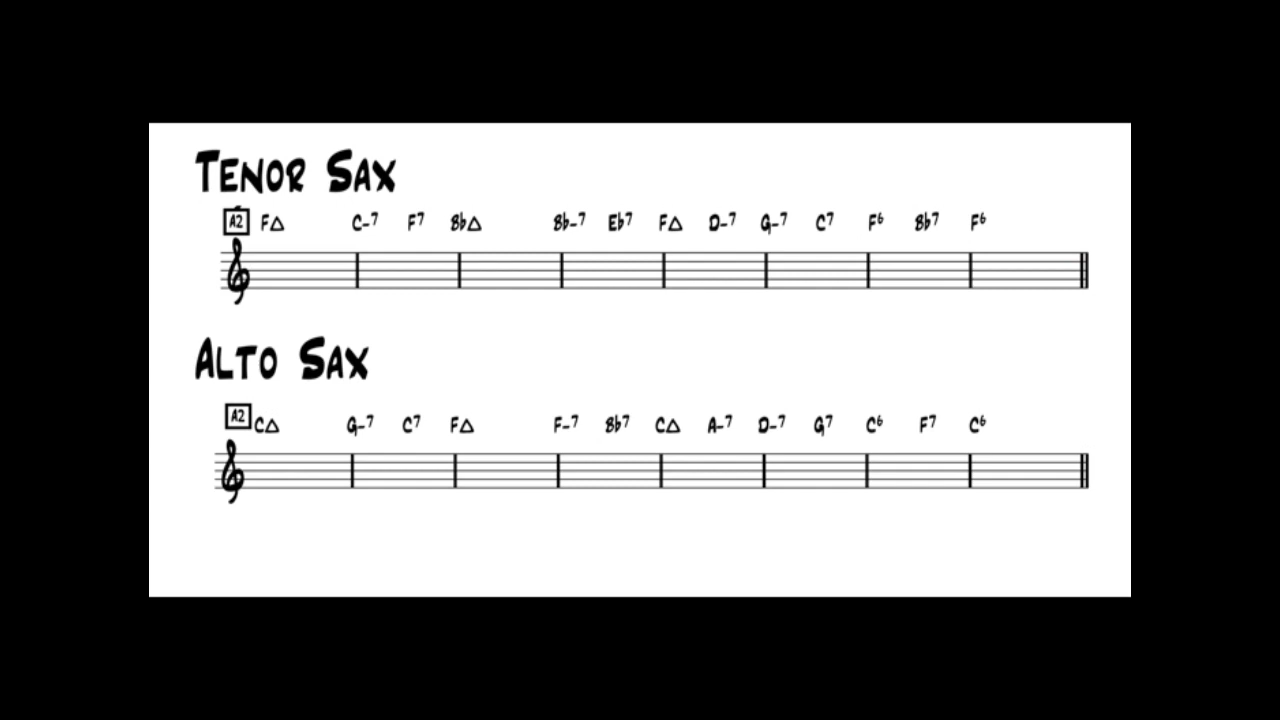 TENOR SAX
A2 F△ C-7 F7 Bb△ Bb-7 Eb7 F△ D-7 G-7 C7 F6 Bb7 F6
ALTO SAX
A2 C△ G-7 C7 F△ F-7 Bb7 C△ A-7 D-7 G7 C6 F7 C6